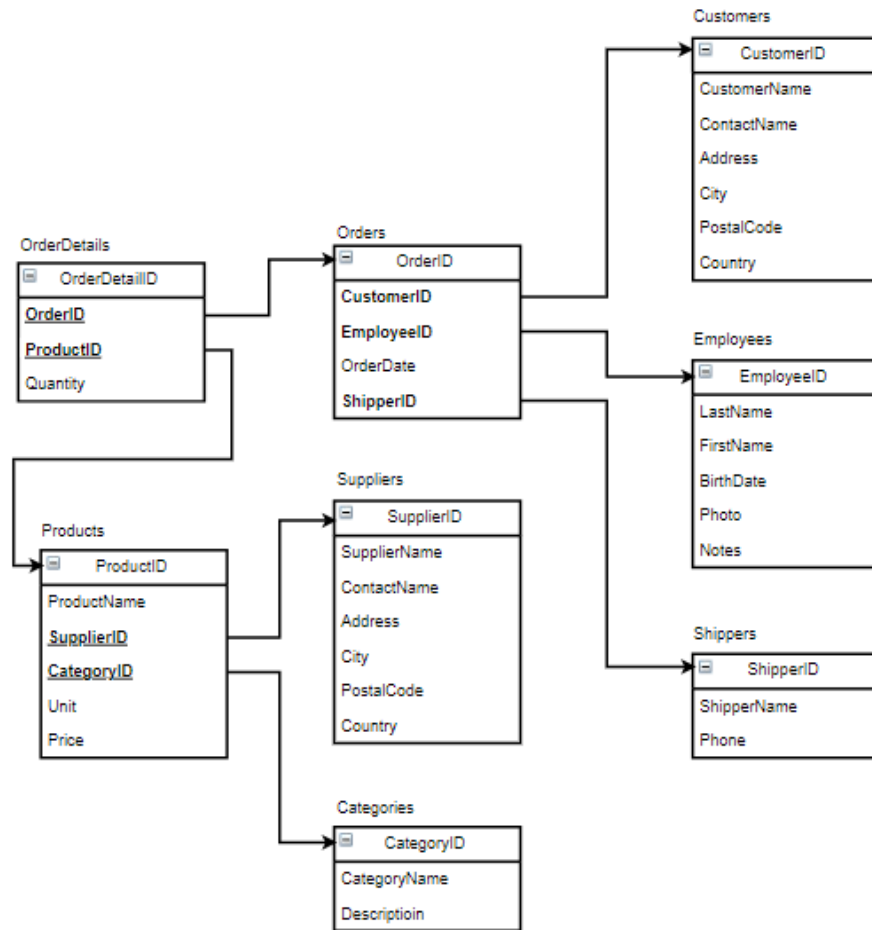 Customers
CustomerID
CustomerName
ContactName
Address
City
PostalCode
Country
OrderDetails
OrderDetailID
OrderID
ProductID
Quantity
Orders
OrderID
CustomerID
EmployeeID
OrderDate
ShipperID
Employees
EmployeeID
LastName
FirstName
BirthDate
Photo
Notes
Products
ProductID
ProductName
SupplierID
CategoryID
Unit
Price
Suppliers
SupplierID
SupplierName
ContactName
Address
City
PostalCode
Country
Shippers
ShipperID
ShipperName
Phone
Categories
CategoryID
CategoryName
Descriptioin